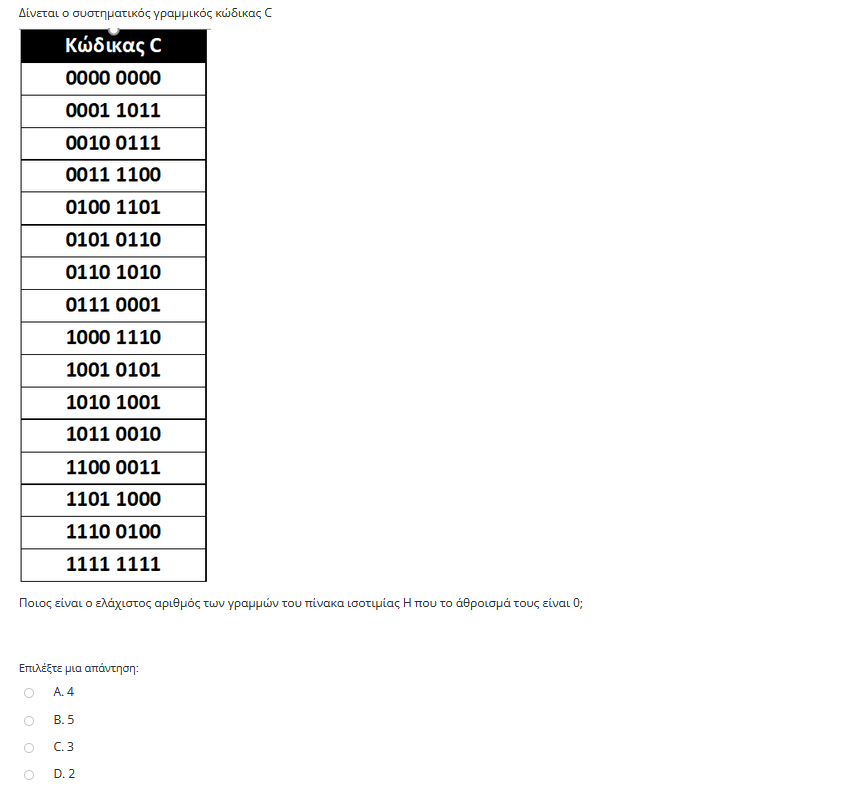 Δίνεται ο συστηματικός γραμμικός κώδικας C
Κώδικας C
0000 0000
0001 1011
0010 0111
0011 1100
0100 1101
0101 0110
0110 1010
0111 0001
1000 1110
1001 0101
1010 1001
1011 0010
1100 0011
1101 1000
1110 0100
1111 1111
Ποιος είναι ο ελάχιστος αριθμός των γραμμών του πίνακα ισοτιμίας Η που το άθροισμά τους είναι 0;
Επιλέξτε μια απάντηση:
A. 4
B. 5
C. 3
D. 2